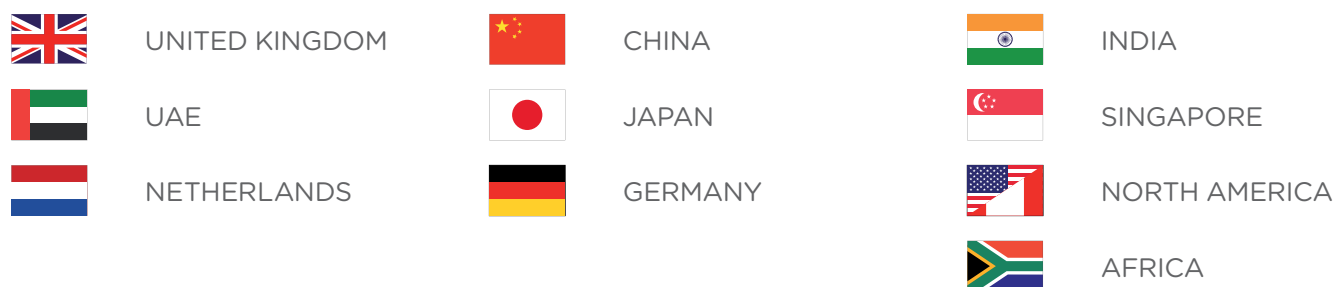 UNITED KINGDOM
CHINA
INDIA
UAE
JAPAN
SINGAPORE
NETHERLANDS
GERMANY
NORTH AMERICA
AFRICA